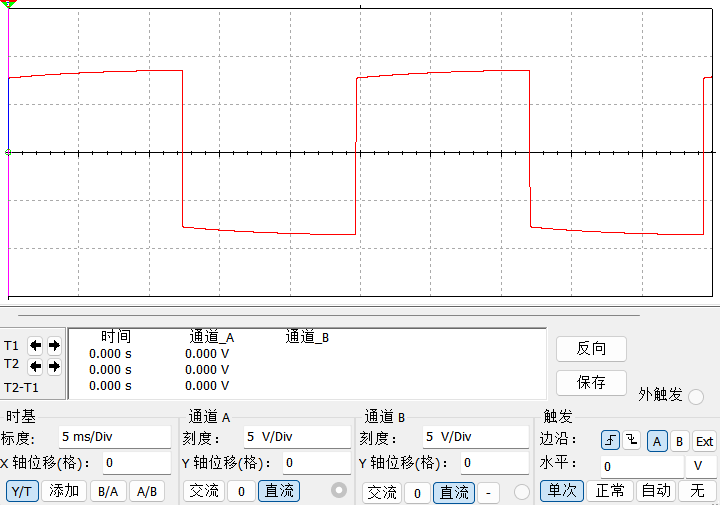 时间 通道_A 通道_B
T1 0.000 s 0.000 V
T2 0.000 s 0.000 V
T2-T1 0.000 s 0.000 V
反向
保存
外触发
时基 通道 A 通道 B 触发
标度: 5 ms/Div 刻度: 5 V/Div 刻度: 5 V/Div 边沿: A B Ext
X 轴位移(格): 0 Y 轴位移(格): 0 Y 轴位移(格): 0 水平: 0 V
Y/T 添加 B/A A/B 交流 0 直流 交流 0 直流 - 单次 正常 自动 无